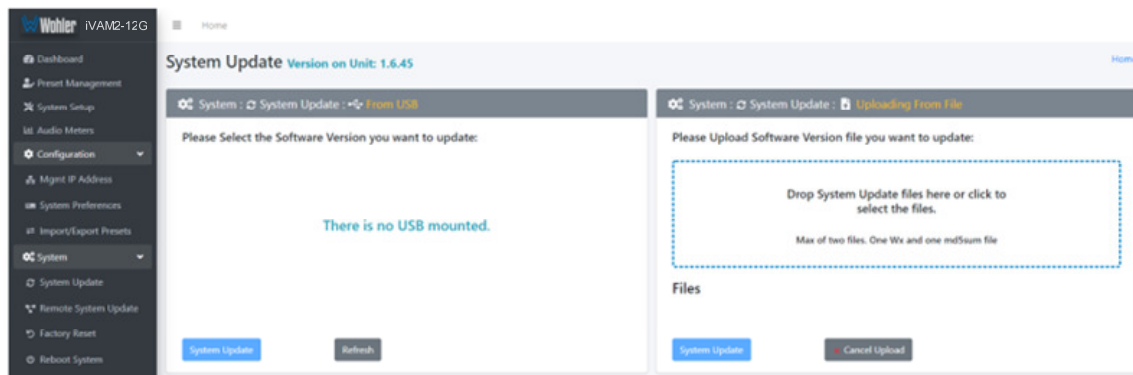 Wohler iVAM2-12G
Home
Dashboard
Preset Management
System Setup
Audio Meters
Configuration
Mgmt IP Address
System Preferences
Import/Export Presets
System
System Update
Remote System Update
Factory Reset
Reboot System
System Update Version on Unit: 1.6.45
Home
System : System Update : From USB
Please Select the Software Version you want to update:
There is no USB mounted.
System Update Refresh
System : System Update : Uploading From File
Please Upload Software Version file you want to update:
Drop System Update files here or click to
select the files.
Max of two files. One Wx and one md5sum file
Files
System Update Cancel Upload